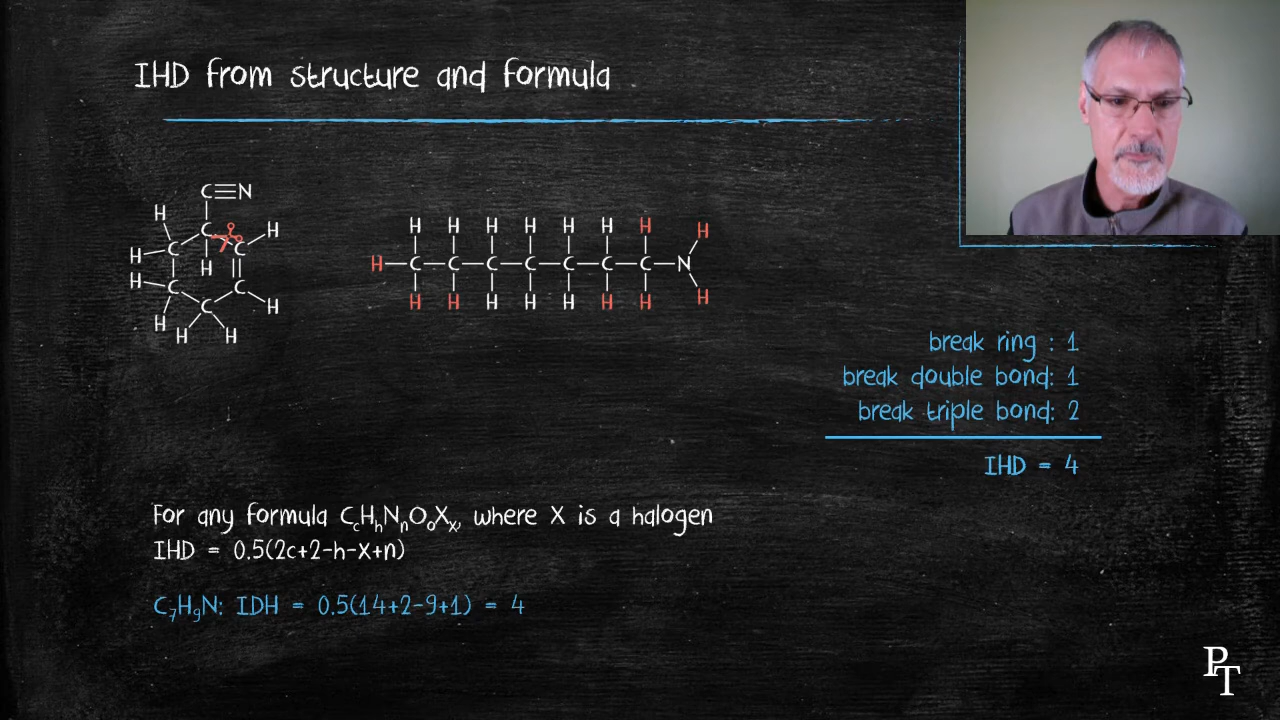 IHD from structure and formula
C≡N
H
C
H
C
C
H
H
H
C
C
H
C
H
H
H
H
H H H H H H H H
H C C C C C C C N
H H H H H H H H
break ring : 1
break double bond: 1
break triple bond: 2
IHD = 4
For any formula CcHhNnOoXx, where X is a halogen
IHD = 0.5(2c+2-h-x+n)
C₇H₉N: IDH = 0.5(14+2-9+1) = 4
PT